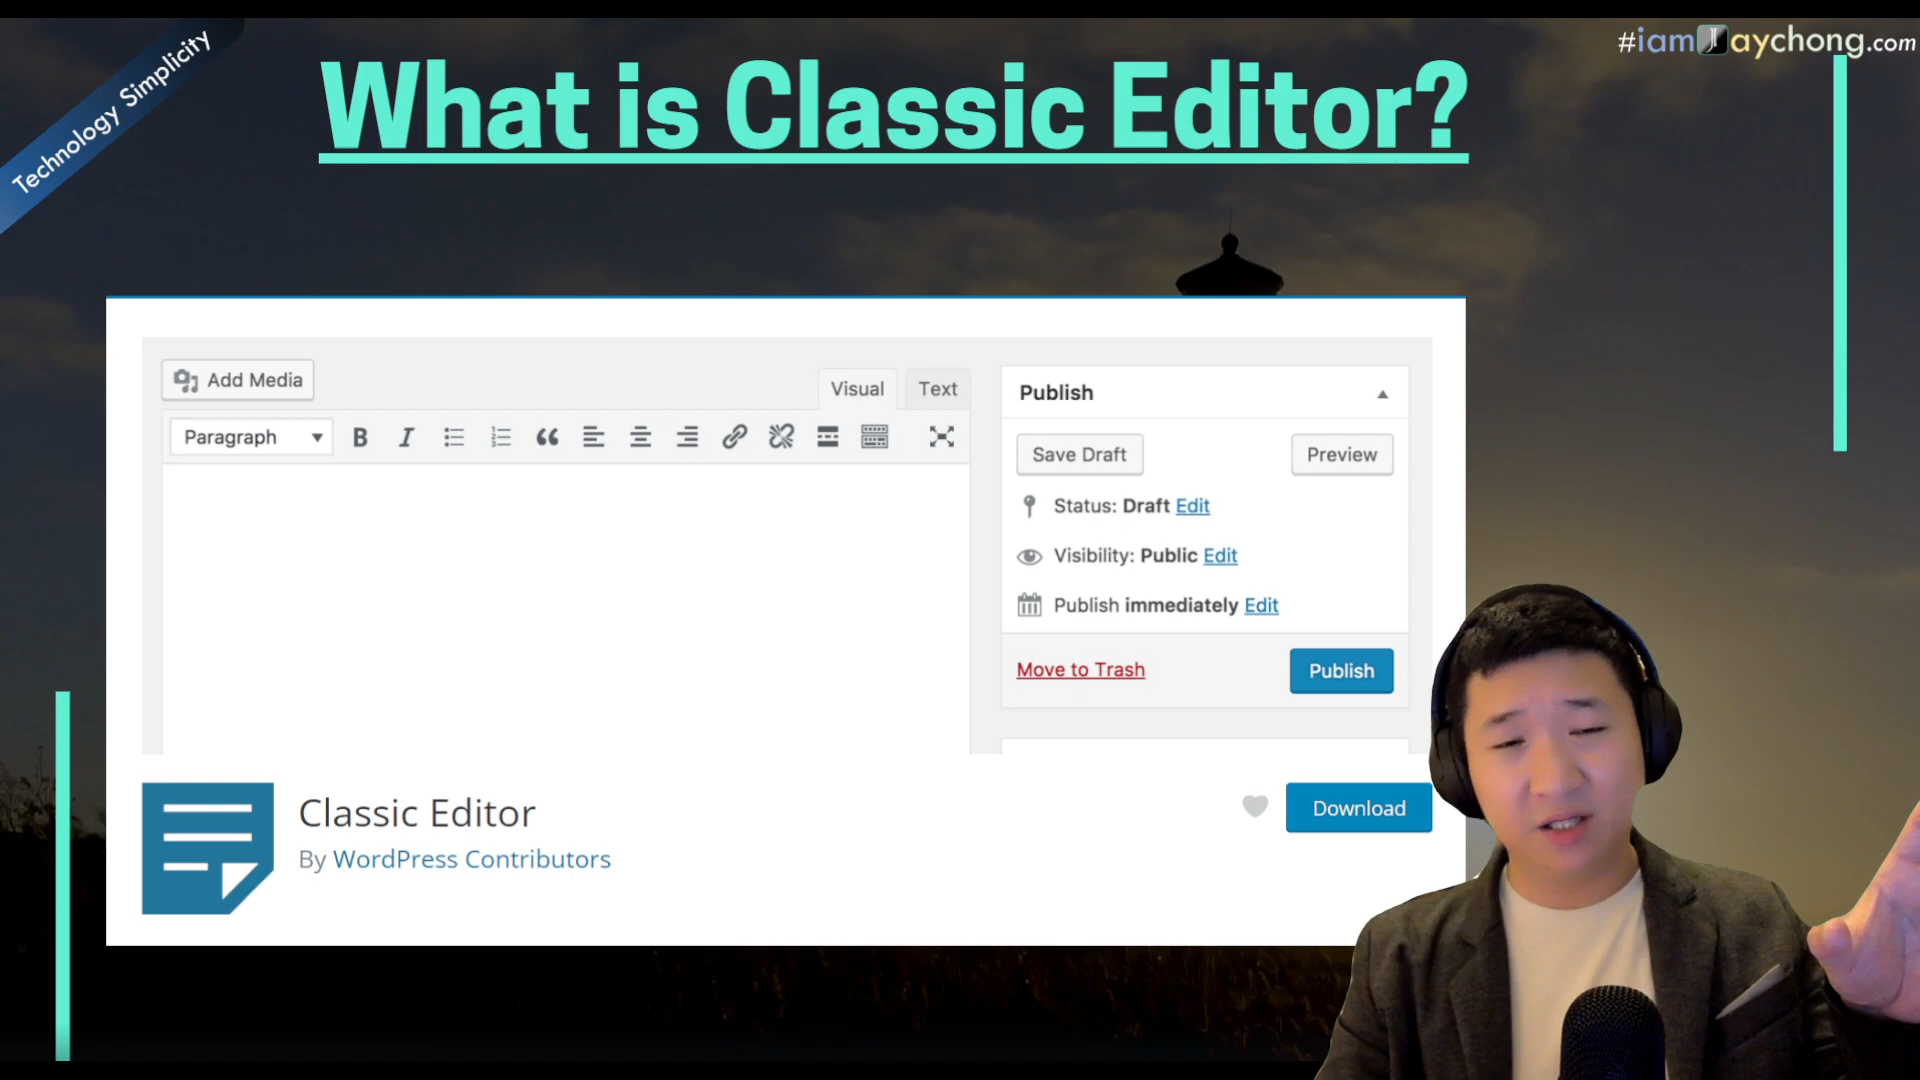 Technology Simplicity
#iamJaychong.com
What is Classic Editor?
Add Media
Visual
Text
Paragraph
Publish
Save Draft
Preview
Status: Draft Edit
Visibility: Public Edit
Publish immediately Edit
Move to Trash
Publish
Classic Editor
Download
By WordPress Contributors